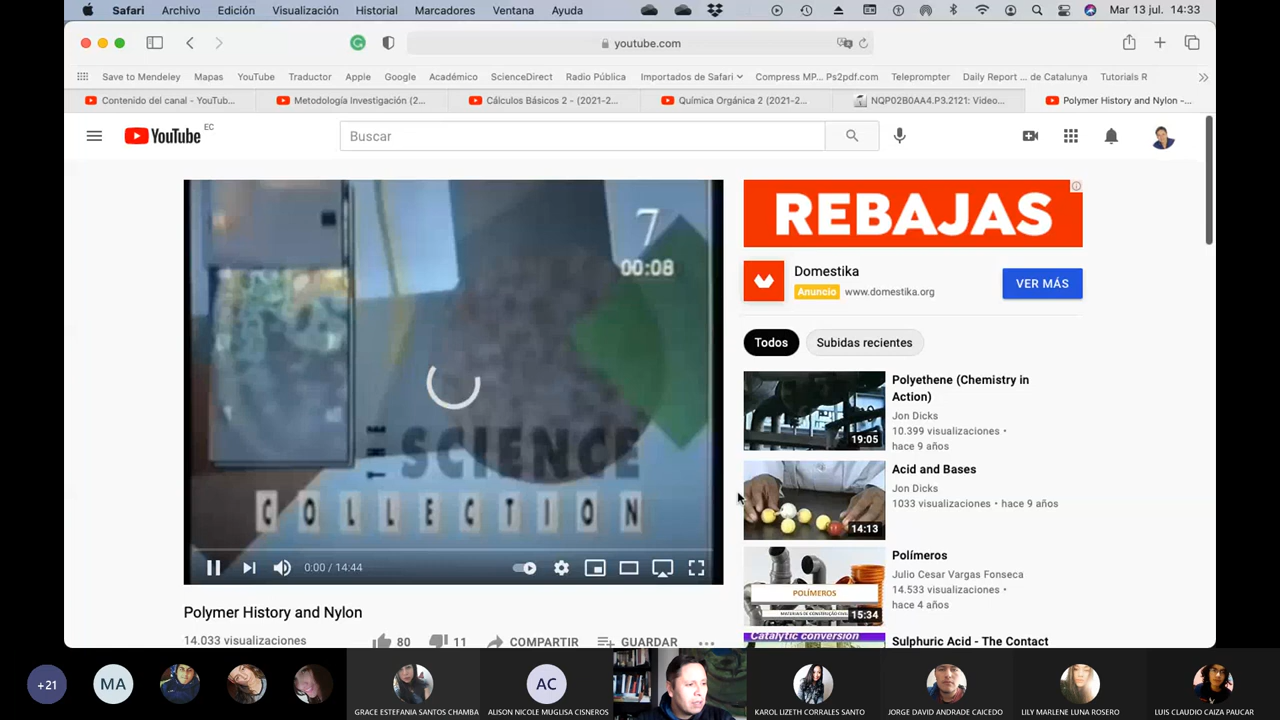 Safari Archivo Edición Visualización Historial Marcadores Ventana Ayuda Mar 13 jul. 14:33
youtube.com
Save to Mendeley Mapas YouTube Traductor Apple Google Académico ScienceDirect Radio Pública Importados de Safari Compress MP... Ps2pdf.com Teleprompter Daily Report ... de Catalunya Tutorials R
Contenido del canal - YouTub... Metodología Investigación (2... Cálculos Básicos 2 - (2021-2... Química Orgánica 2 (2021-2... NQP02B0AA4.P3.2121: Video... Polymer History and Nylon -...
YouTube EC
Buscar
7
00:08
THE SCIENCE
COLLECTION
0:00 / 14:44
Polymer History and Nylon
14.033 visualizaciones
80 11 COMPARTIR GUARDAR
REBAJAS
Domestika
Anuncio www.domestika.org
VER MÁS
Todos Subidas recientes
Polyethene (Chemistry in
Action)
Jon Dicks
10.399 visualizaciones •
hace 9 años
19:05
Acid and Bases
Jon Dicks
1033 visualizaciones • hace 9 años
14:13
Polímeros
Julio Cesar Vargas Fonseca
14.533 visualizaciones •
hace 4 años
POLÍMEROS
15:34
Catalytic conversion
Sulphuric Acid - The Contact
+21
MA
GRACE ESTEFANIA SANTOS CHAMBA
AC
ALISON NICOLE MUGLISA CISNEROS
KAROL LIZETH CORRALES SANTO
JORGE DAVID ANDRADE CAICEDO
LILY MARLENE LUNA ROSERO
LUIS CLAUDIO CAIZA PAUCAR